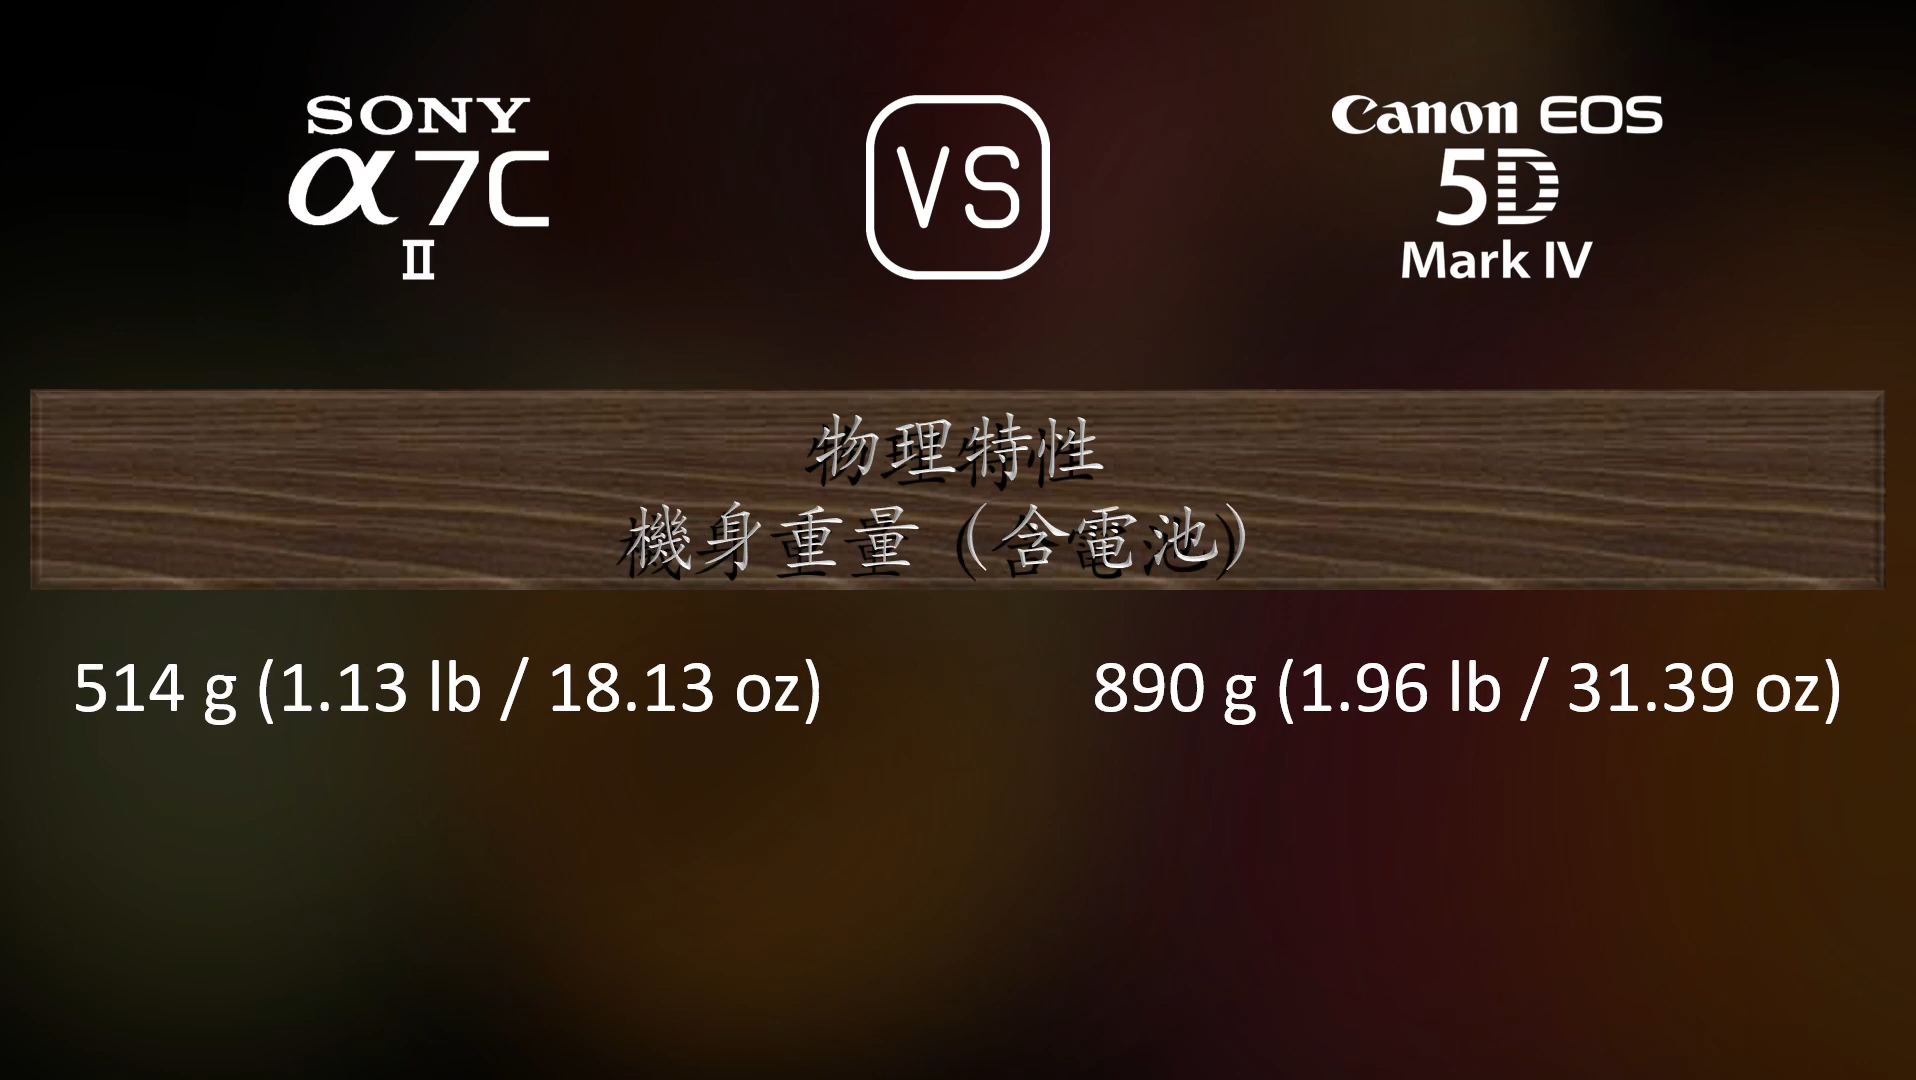 SONY
α7C
II
VS
Canon EOS
5D
Mark IV
物理特性
機身重量（含電池）
514 g (1.13 lb / 18.13 oz)
890 g (1.96 lb / 31.39 oz)